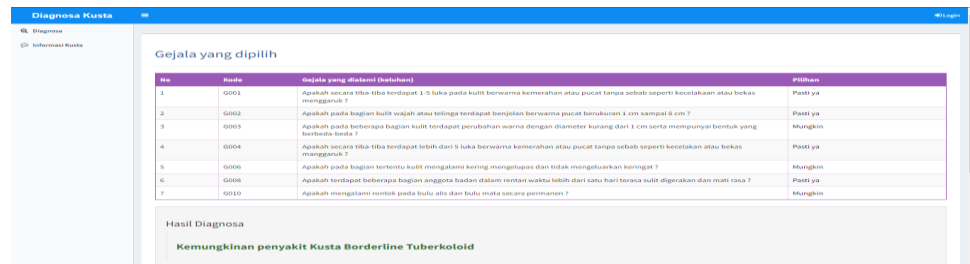 Diagnosa Kusta
Login
Diagnosa
Informasi Kusta
Gejala yang dipilih
No Kode Gejala yang dialami (keluhan) Pilihan
1 G001 Apakah secara tiba-tiba terdapat 1-5 luka pada kulit berwarna kemerahan atau pucat tanpa sebab seperti kecelakaan atau bekas Pasti ya
menggaruk ?
2 G002 Apakah pada bagian kulit wajah atau telinga terdapat benjolan berwarna pucat berukuran 1 cm sampai 8 cm ? Pasti ya
3 G003 Apakah pada beberapa bagian kulit terdapat perubahan warna dengan diameter kurang dari 1 cm serta mempunyai bentuk yang Mungkin
berbeda-beda ?
4 G004 Apakah secara tiba-tiba terdapat lebih dari 5 luka berwarna kemerahan atau pucat tanpa sebab seperti kecelakan atau bekas Pasti ya
manggaruk ?
5 G006 Apakah pada bagian tertentu kulit mengalami kering mengelupas dan tidak mengeluarkan keringat ? Mungkin
6 G008 Apakah terdapat beberapa bagian anggota badan dalam rentan waktu lebih dari satu hari terasa sulit digerakan dan mati rasa ? Pasti ya
7 G010 Apakah mengalami rontok pada bulu alis dan bulu mata secara permanen ? Mungkin
Hasil Diagnosa
Kemungkinan penyakit Kusta Borderline Tuberkoloid